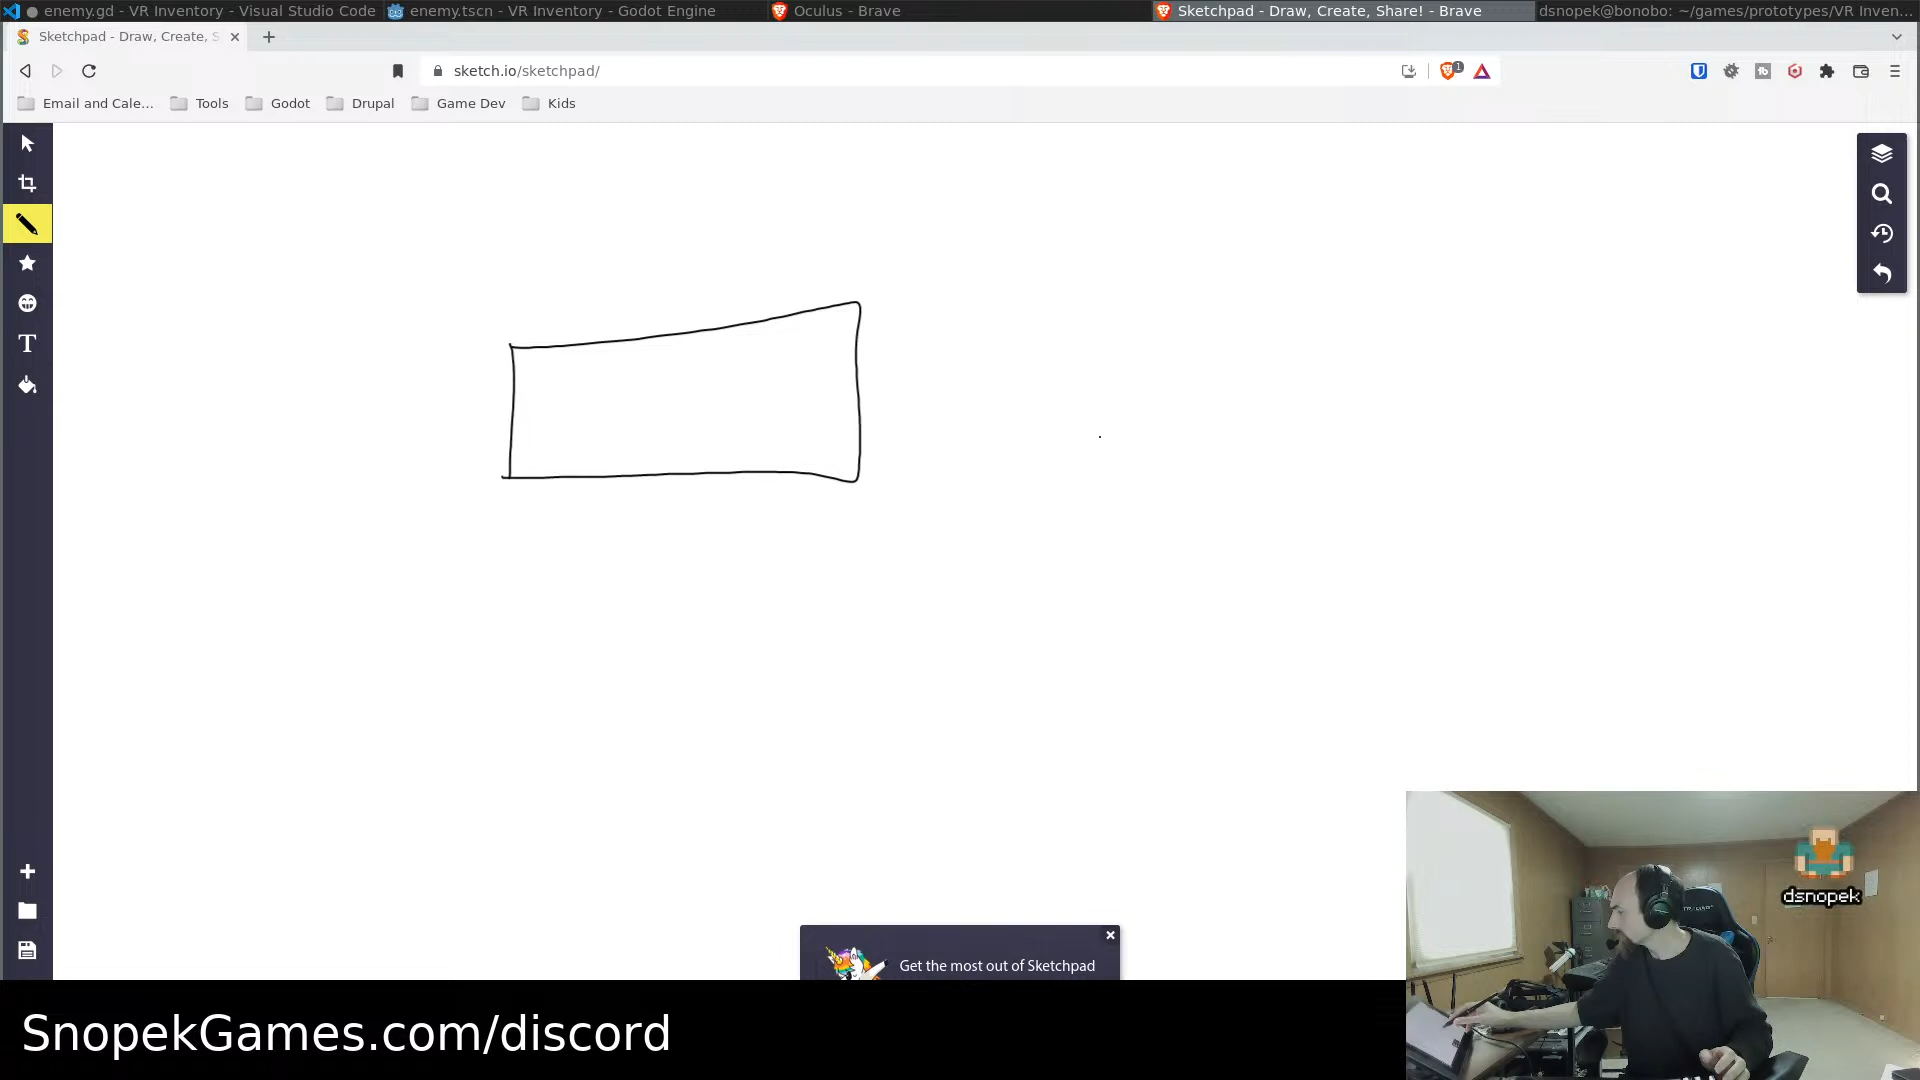 enemy.gd - VR Inventory - Visual Studio Code
enemy.tscn - VR Inventory - Godot Engine
Oculus - Brave
Sketchpad - Draw, Create, Share! - Brave
dsnopek@bonobo: ~/games/prototypes/VR Inven...
Sketchpad - Draw, Create, S
sketch.io/sketchpad/
1
Email and Cale...
Tools
Godot
Drupal
Game Dev
Kids
T
Get the most out of Sketchpad
dsnopek
SnopekGames.com/discord